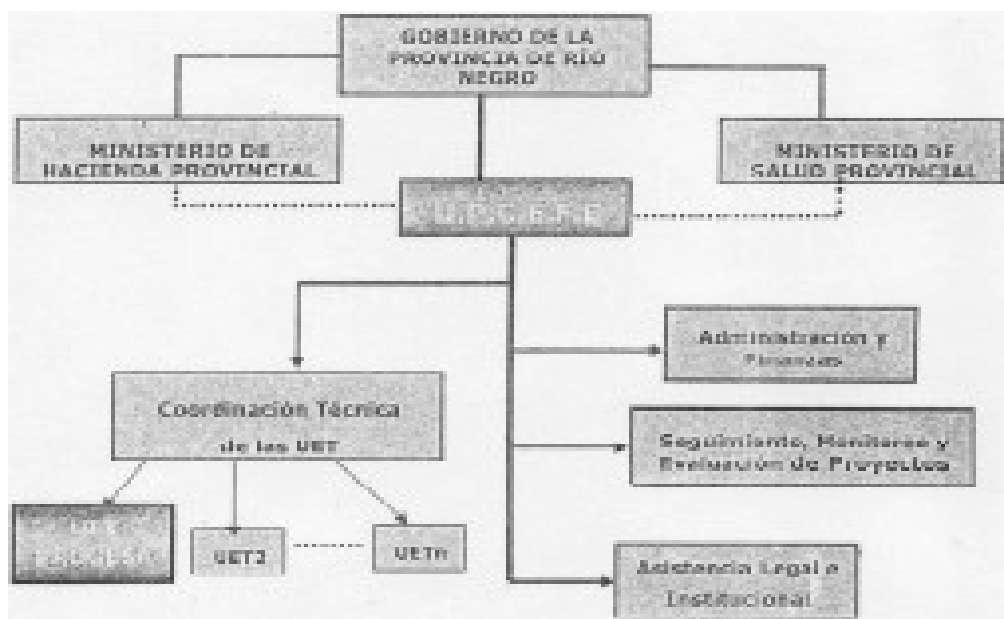 GOBIERNO DE LA
PROVINCIA DE RÍO
NEGRO
MINISTERIO DE
HACIENDA PROVINCIAL
MINISTERIO DE
SALUD PROVINCIAL
Administración y
Finanzas
Coordinación Técnica
de las UET
Seguimiento, Monitoreo y
Evaluación de Proyectos
UET2
UETn
Asistencia Legal e
Institucional